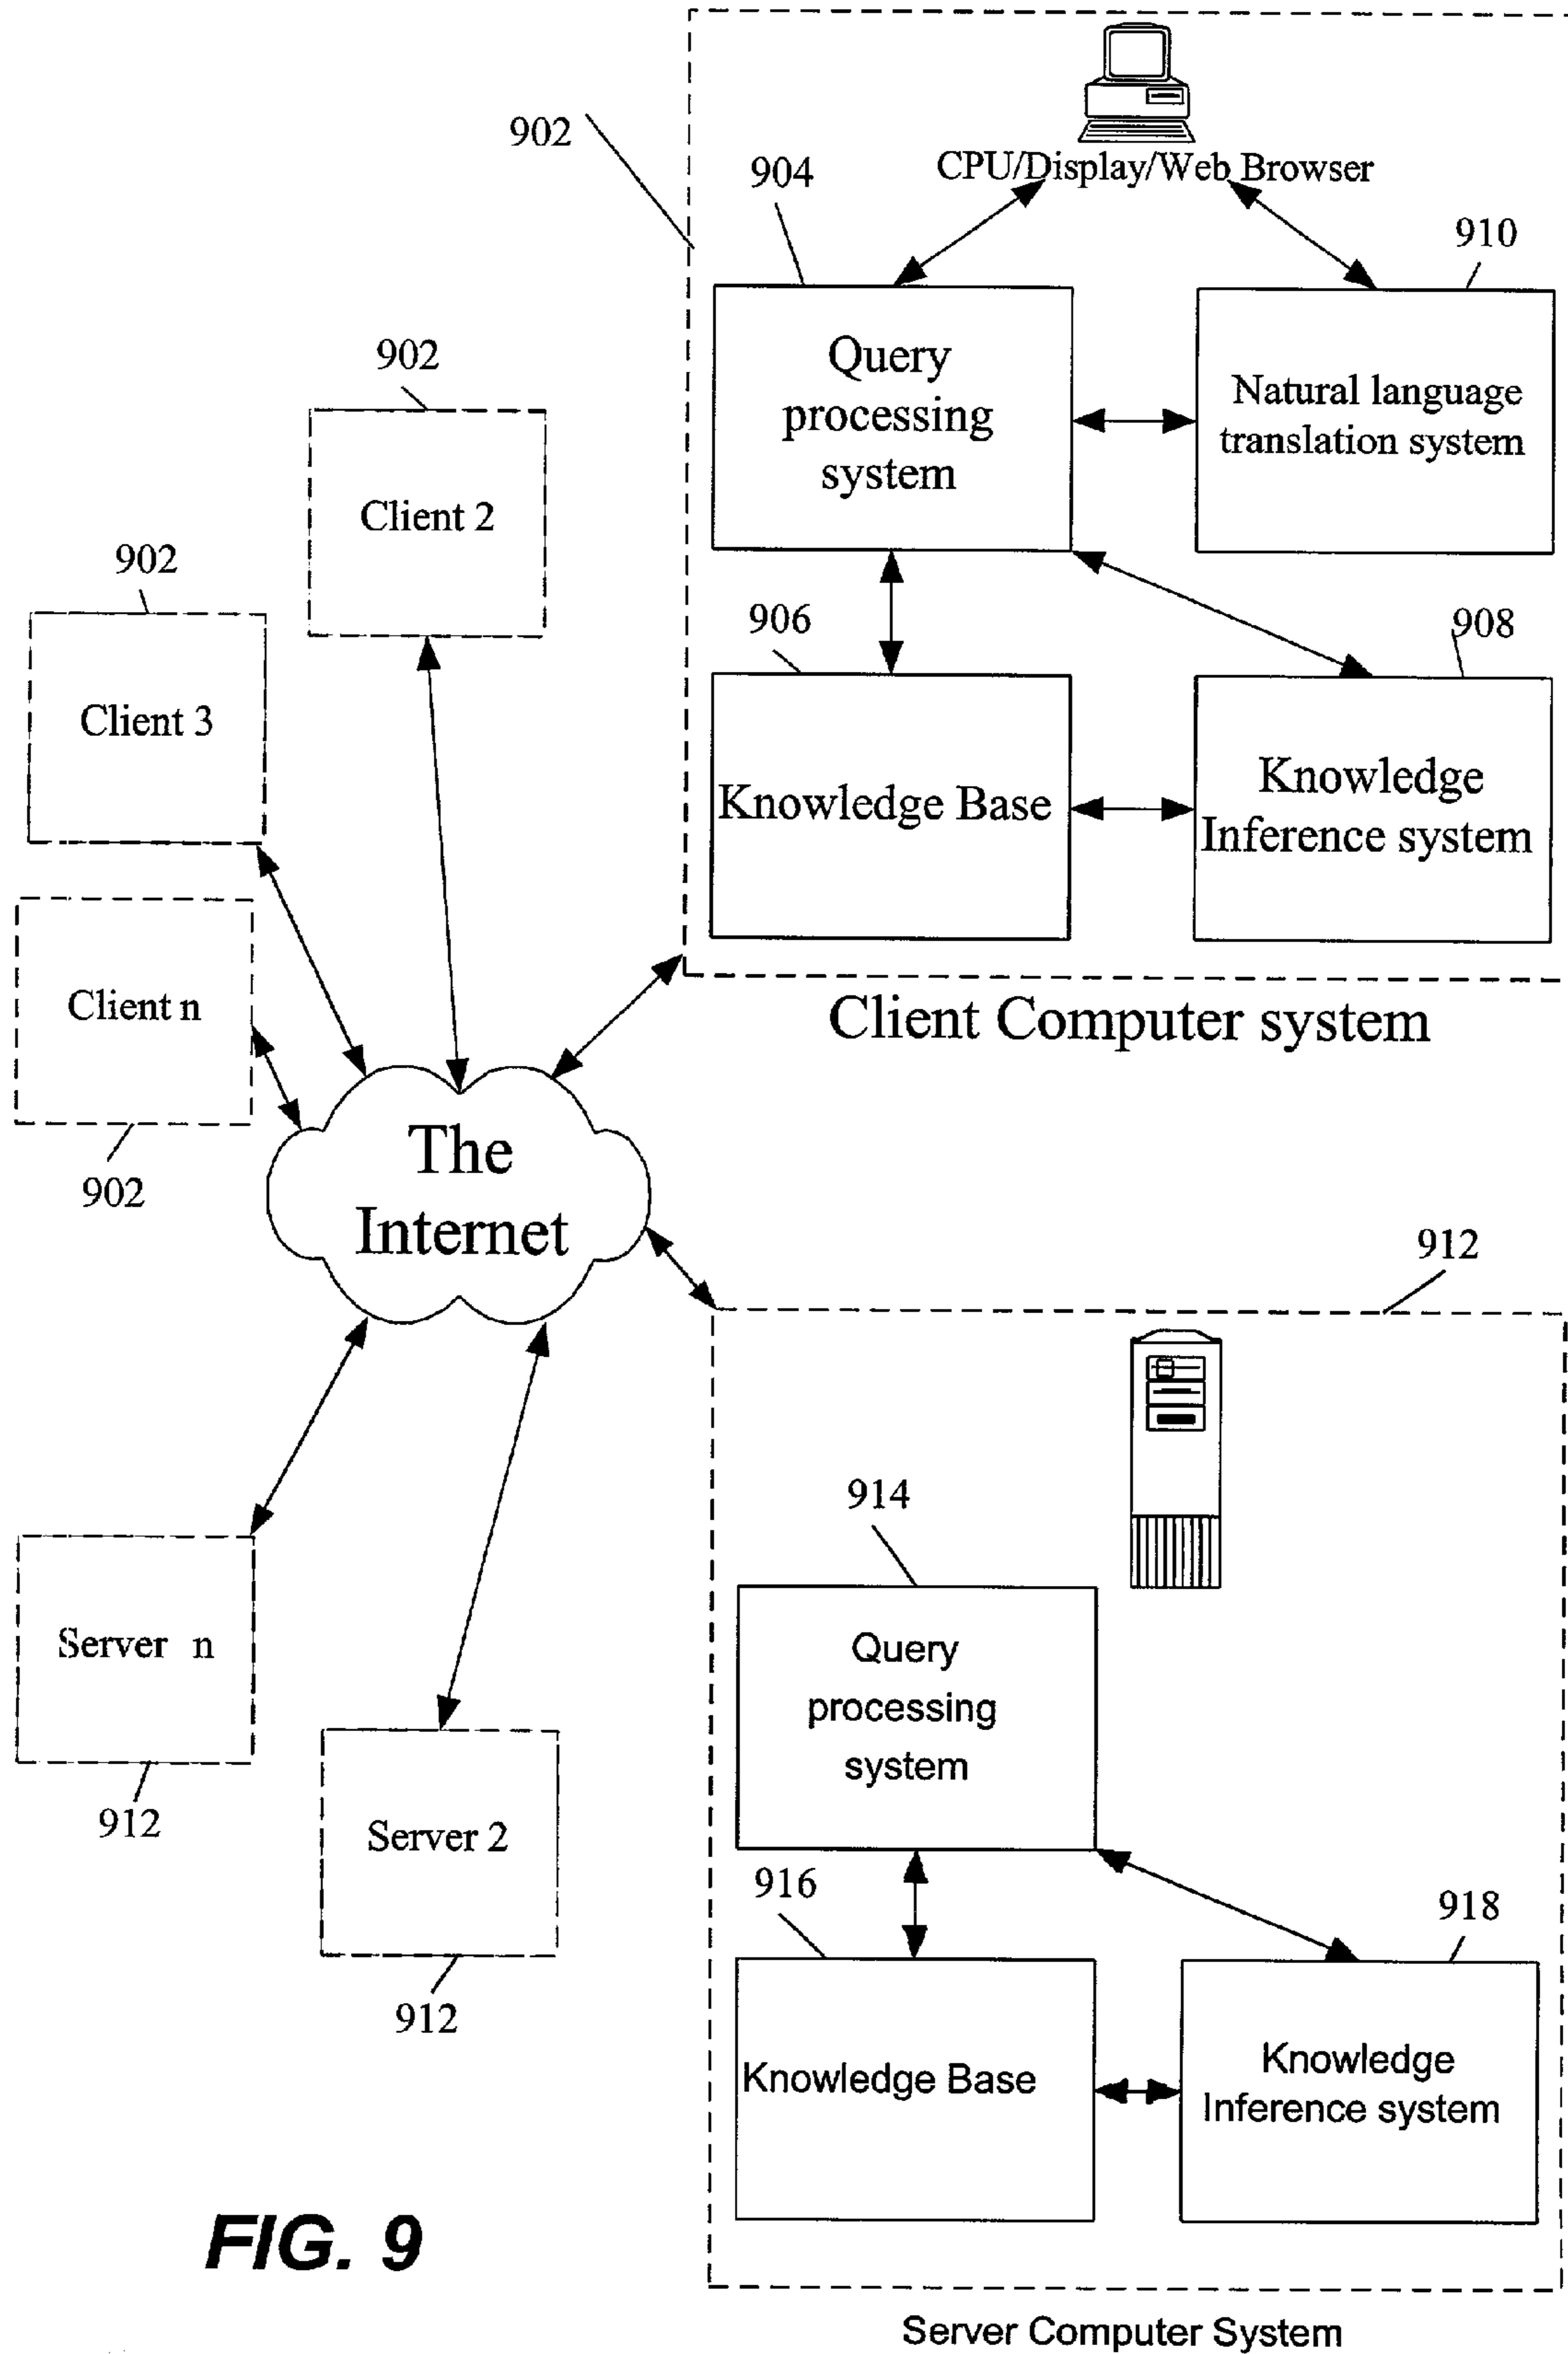 902
CPU/Display/Web Browser
904
910
Query
processing
system
Natural language
translation system
902
Client 2
902
Client 3
906
908
Knowledge Base
Knowledge
Inference system
Client n
902
Client Computer system
The
Internet
912
914
Query
processing
system
Server n
912
Server 2
912
916
918
Knowledge Base
Knowledge
Inference system
FIG. 9
Server Computer System